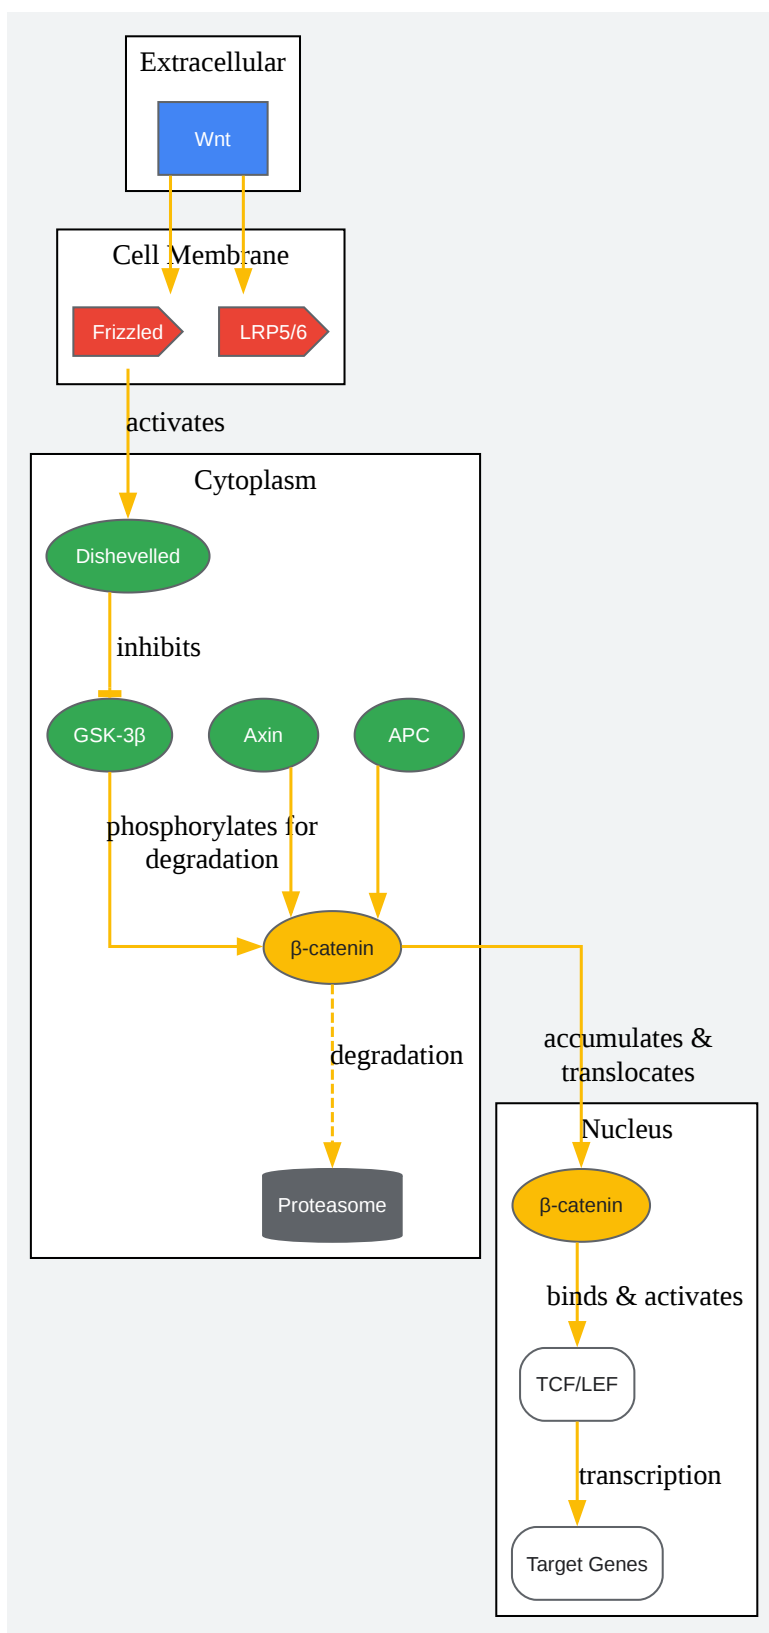 Extracellular
Wnt
Cell Membrane
Frizzled
LRP5/6
activates
Cytoplasm
Dishevelled
inhibits
GSK-3β
Axin
APC
phosphorylates for
degradation
β-catenin
degradation
accumulates &
translocates
Nucleus
Proteasome
β-catenin
binds & activates
TCF/LEF
transcription
Target Genes